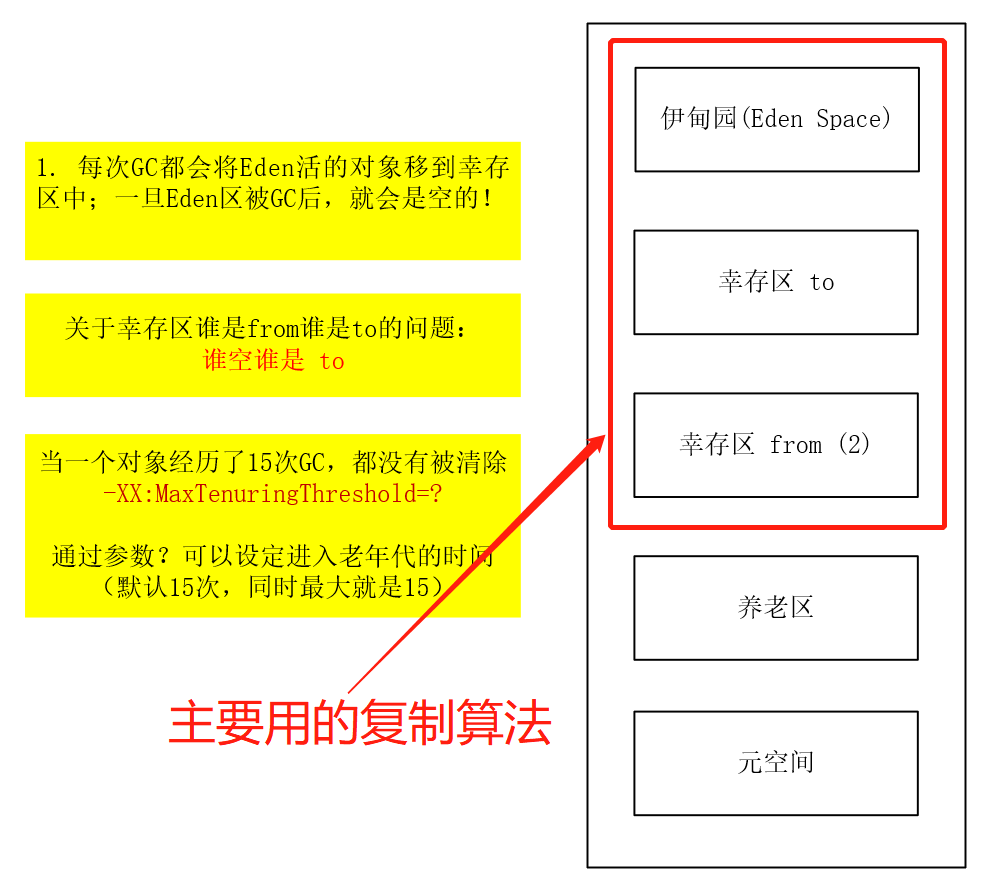 1. 每次GC都会将Eden活的对象移到幸存
区中；一旦Eden区被GC后，就会是空的！
关于幸存区谁是from谁是to的问题：
谁空谁是 to
当一个对象经历了15次GC，都没有被清除
-XX:MaxTenuringThreshold=?
通过参数？可以设定进入老年代的时间
（默认15次，同时最大就是15）
主要用的复制算法
伊甸园(Eden Space)
幸存区 to
幸存区 from (2)
养老区
元空间